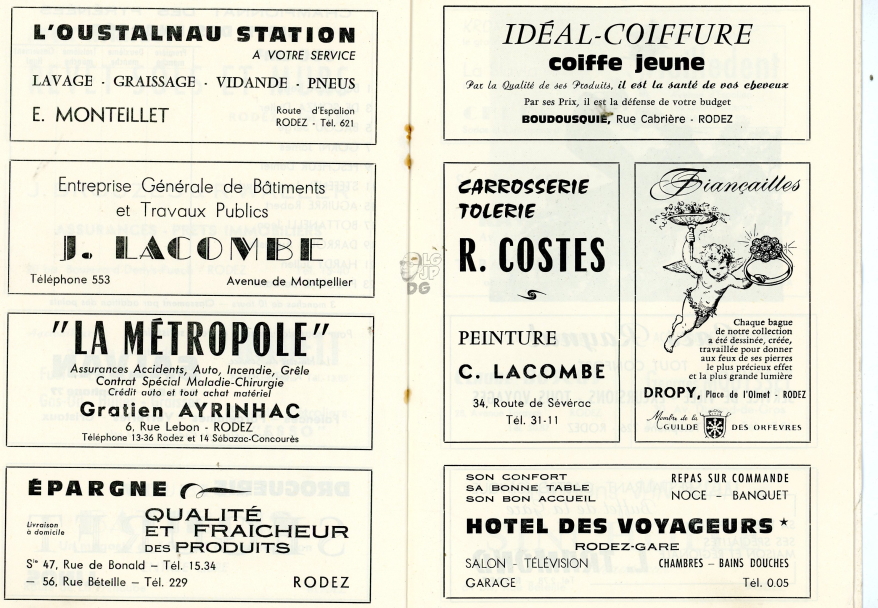 L'OUSTALNAU STATION
A VOTRE SERVICE
LAVAGE - GRAISSAGE - VIDANDE - PNEUS
E. MONTEILLET
Route d'Espalion
RODEZ - Tél. 621
Entreprise Générale de Bâtiments
et Travaux Publics
J. LACOMBE
Téléphone 553
Avenue de Montpellier
"LA MÉTROPOLE"
Assurances Accidents, Auto, Incendie, Grêle
Contrat Spécial Maladie-Chirurgie
Crédit auto et tout achat matériel
Gratien AYRINHAC
6, Rue Lebon - RODEZ
Téléphone 13-36 Rodez et 14 Sébazac-Concourès
ÉPARGNE
Livraison
à domicile
QUALITÉ
ET FRAICHEUR
DES PRODUITS
Sté 47, Rue de Bonald - Tél. 15.34
- 56, Rue Béteille - Tél. 229
RODEZ
IDÉAL-COIFFURE
coiffe jeune
Par la Qualité de ses Produits, il est la santé de vos cheveux
Par ses Prix, il est la défense de votre budget
BOUDOUSQUIE, Rue Cabrière - RODEZ
CARROSSERIE
TOLERIE
R. COSTES
PEINTURE
C. LACOMBE
34, Route de Séverac
Tél. 31-11
Fiançailles
Chaque bague
de notre collection
a été dessinée, créée,
travaillée pour donner
aux feux de ses pierres
le plus précieux effet
et la plus grande lumière
DROPY, Place de l'Olmet - RODEZ
Membre de la
GUILDE DES ORFEVRES
SON CONFORT
SA BONNE TABLE
SON BON ACCUEIL
REPAS SUR COMMANDE
NOCE - BANQUET
HOTEL DES VOYAGEURS *
RODEZ-GARE
SALON - TÉLÉVISION
CHAMBRES - BAINS DOUCHES
GARAGE
Tél. 0.05
DLG
JP
DG